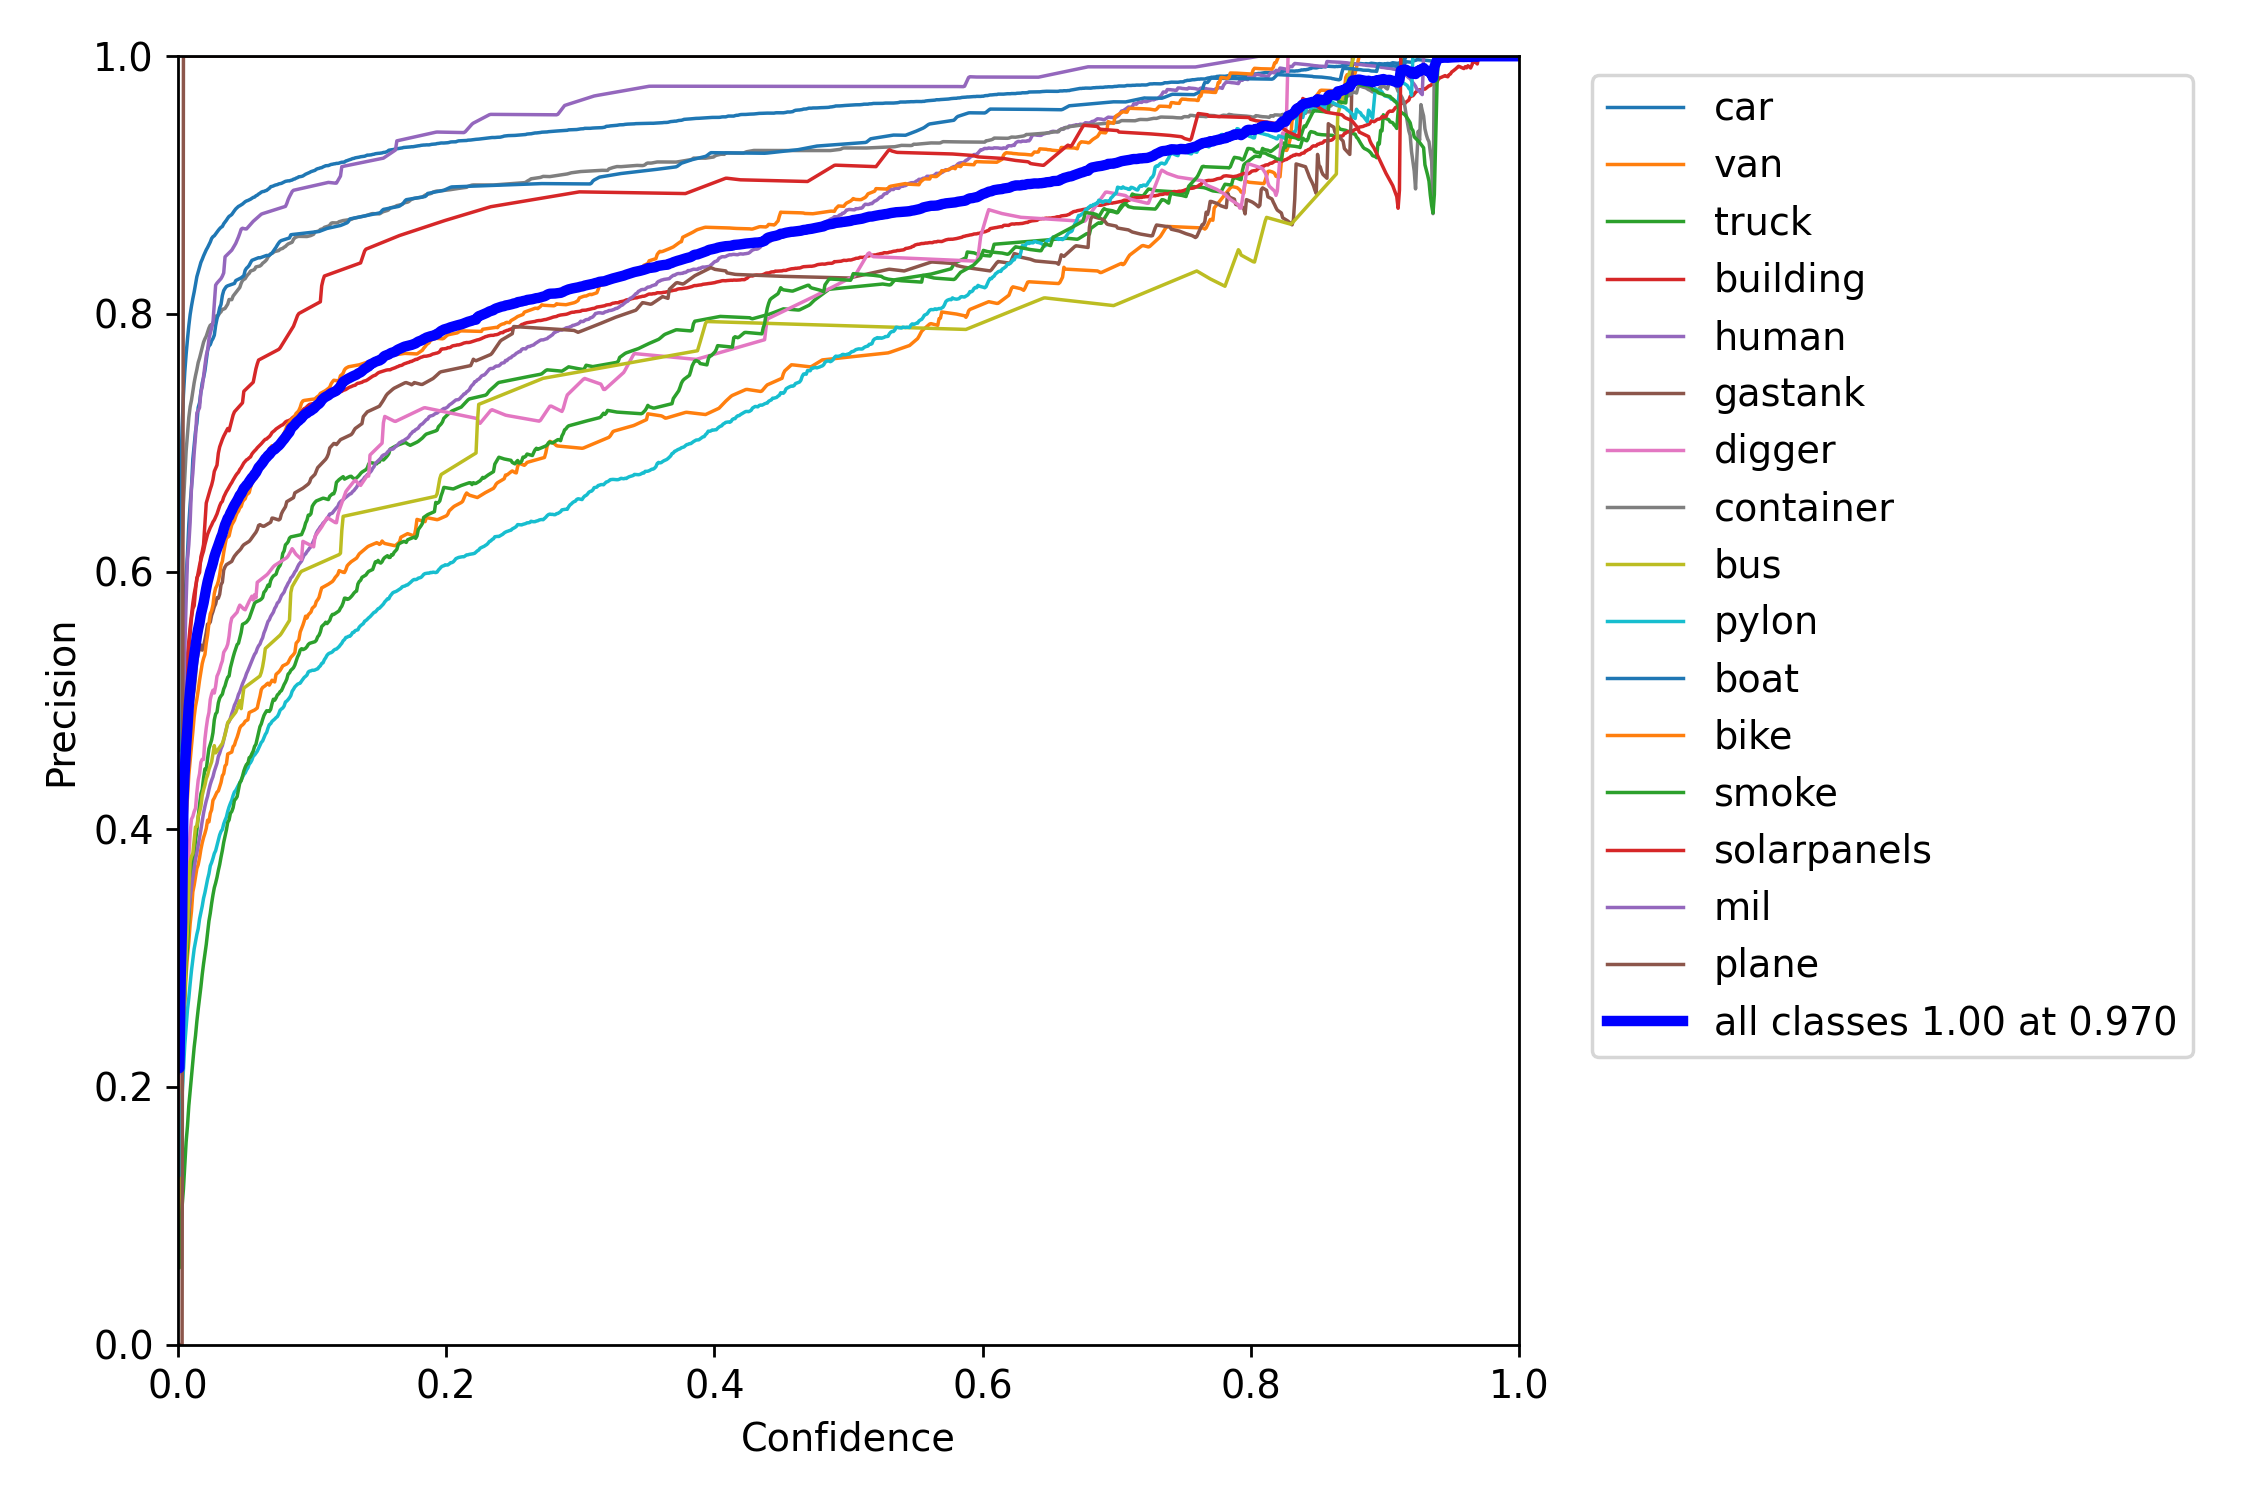 1.0
0.8
0.6
0.4
0.2
0.0
Precision
0.0 0.2 0.4 0.6 0.8 1.0
Confidence
car
van
truck
building
human
gastank
digger
container
bus
pylon
boat
bike
smoke
solarpanels
mil
plane
all classes 1.00 at 0.970